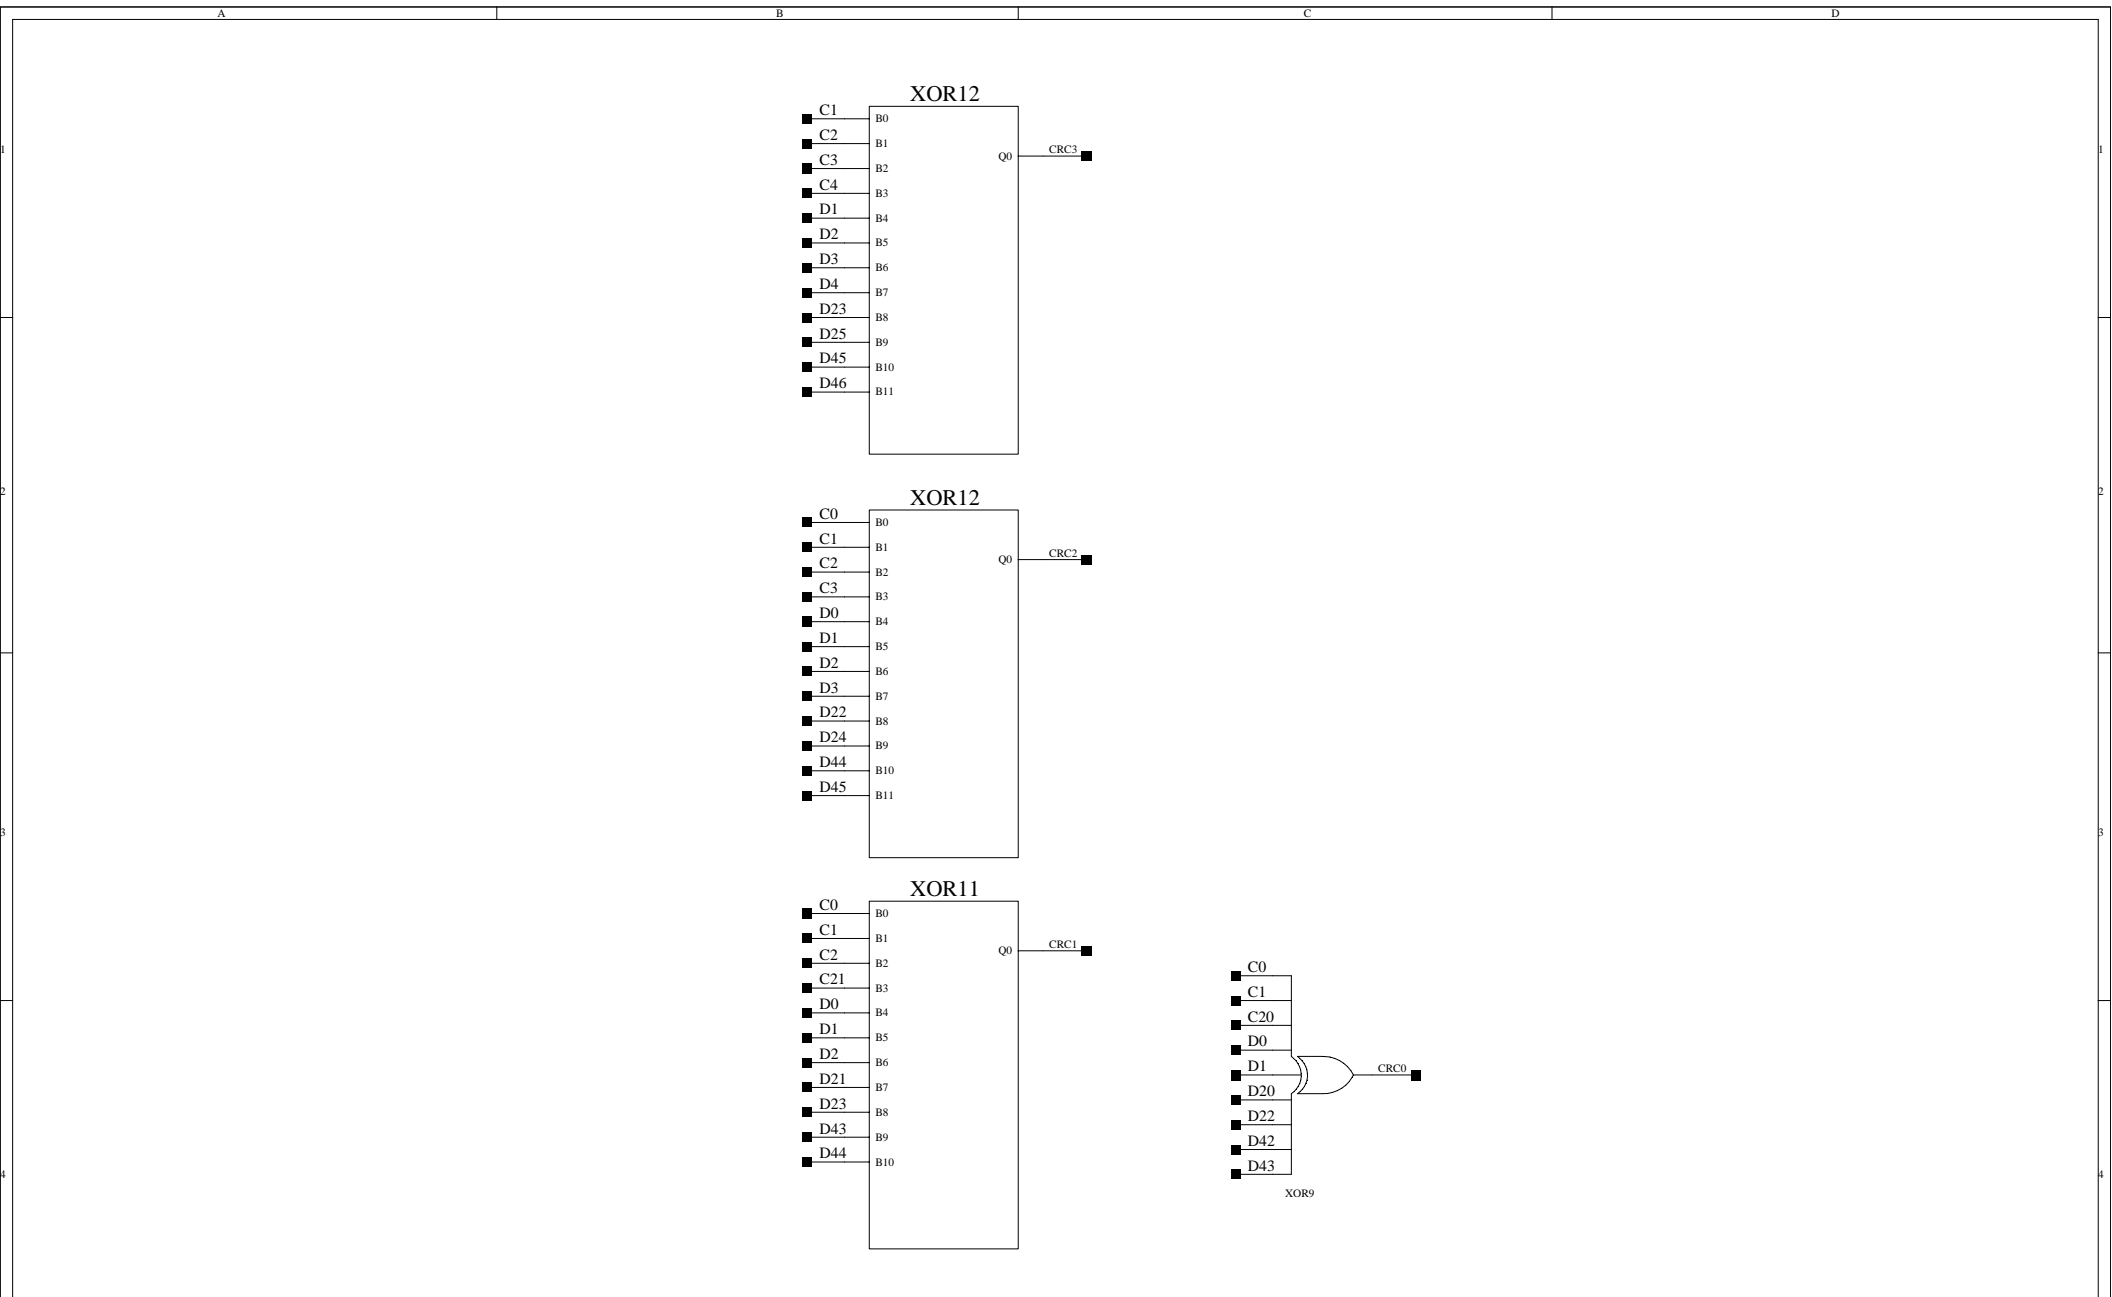 A B C D
XOR12
C1 B0
C2 B1
1 Q0 CRC3 1
C3 B2
C4 B3
D1 B4
D2 B5
D3 B6
D4 B7
D23 B8
D25 B9
D45 B10
D46 B11
2 XOR12 2
C0 B0
C1 B1
Q0 CRC2
C2 B2
C3 B3
D0 B4
D1 B5
D2 B6
D3 B7
D22 B8
D24 B9
D44 B10
D45 B11
3 3
XOR11
C0 B0
C1 B1
Q0 CRC1
C2 B2
C21 B3
D0 B4
D1 B5
D2 B6
D21 B7
D23 B8
D43 B9
D44 B10
C0
C1
C20
D0
D1 CRC0
D20
D22
D42
D43
4 4
XOR9